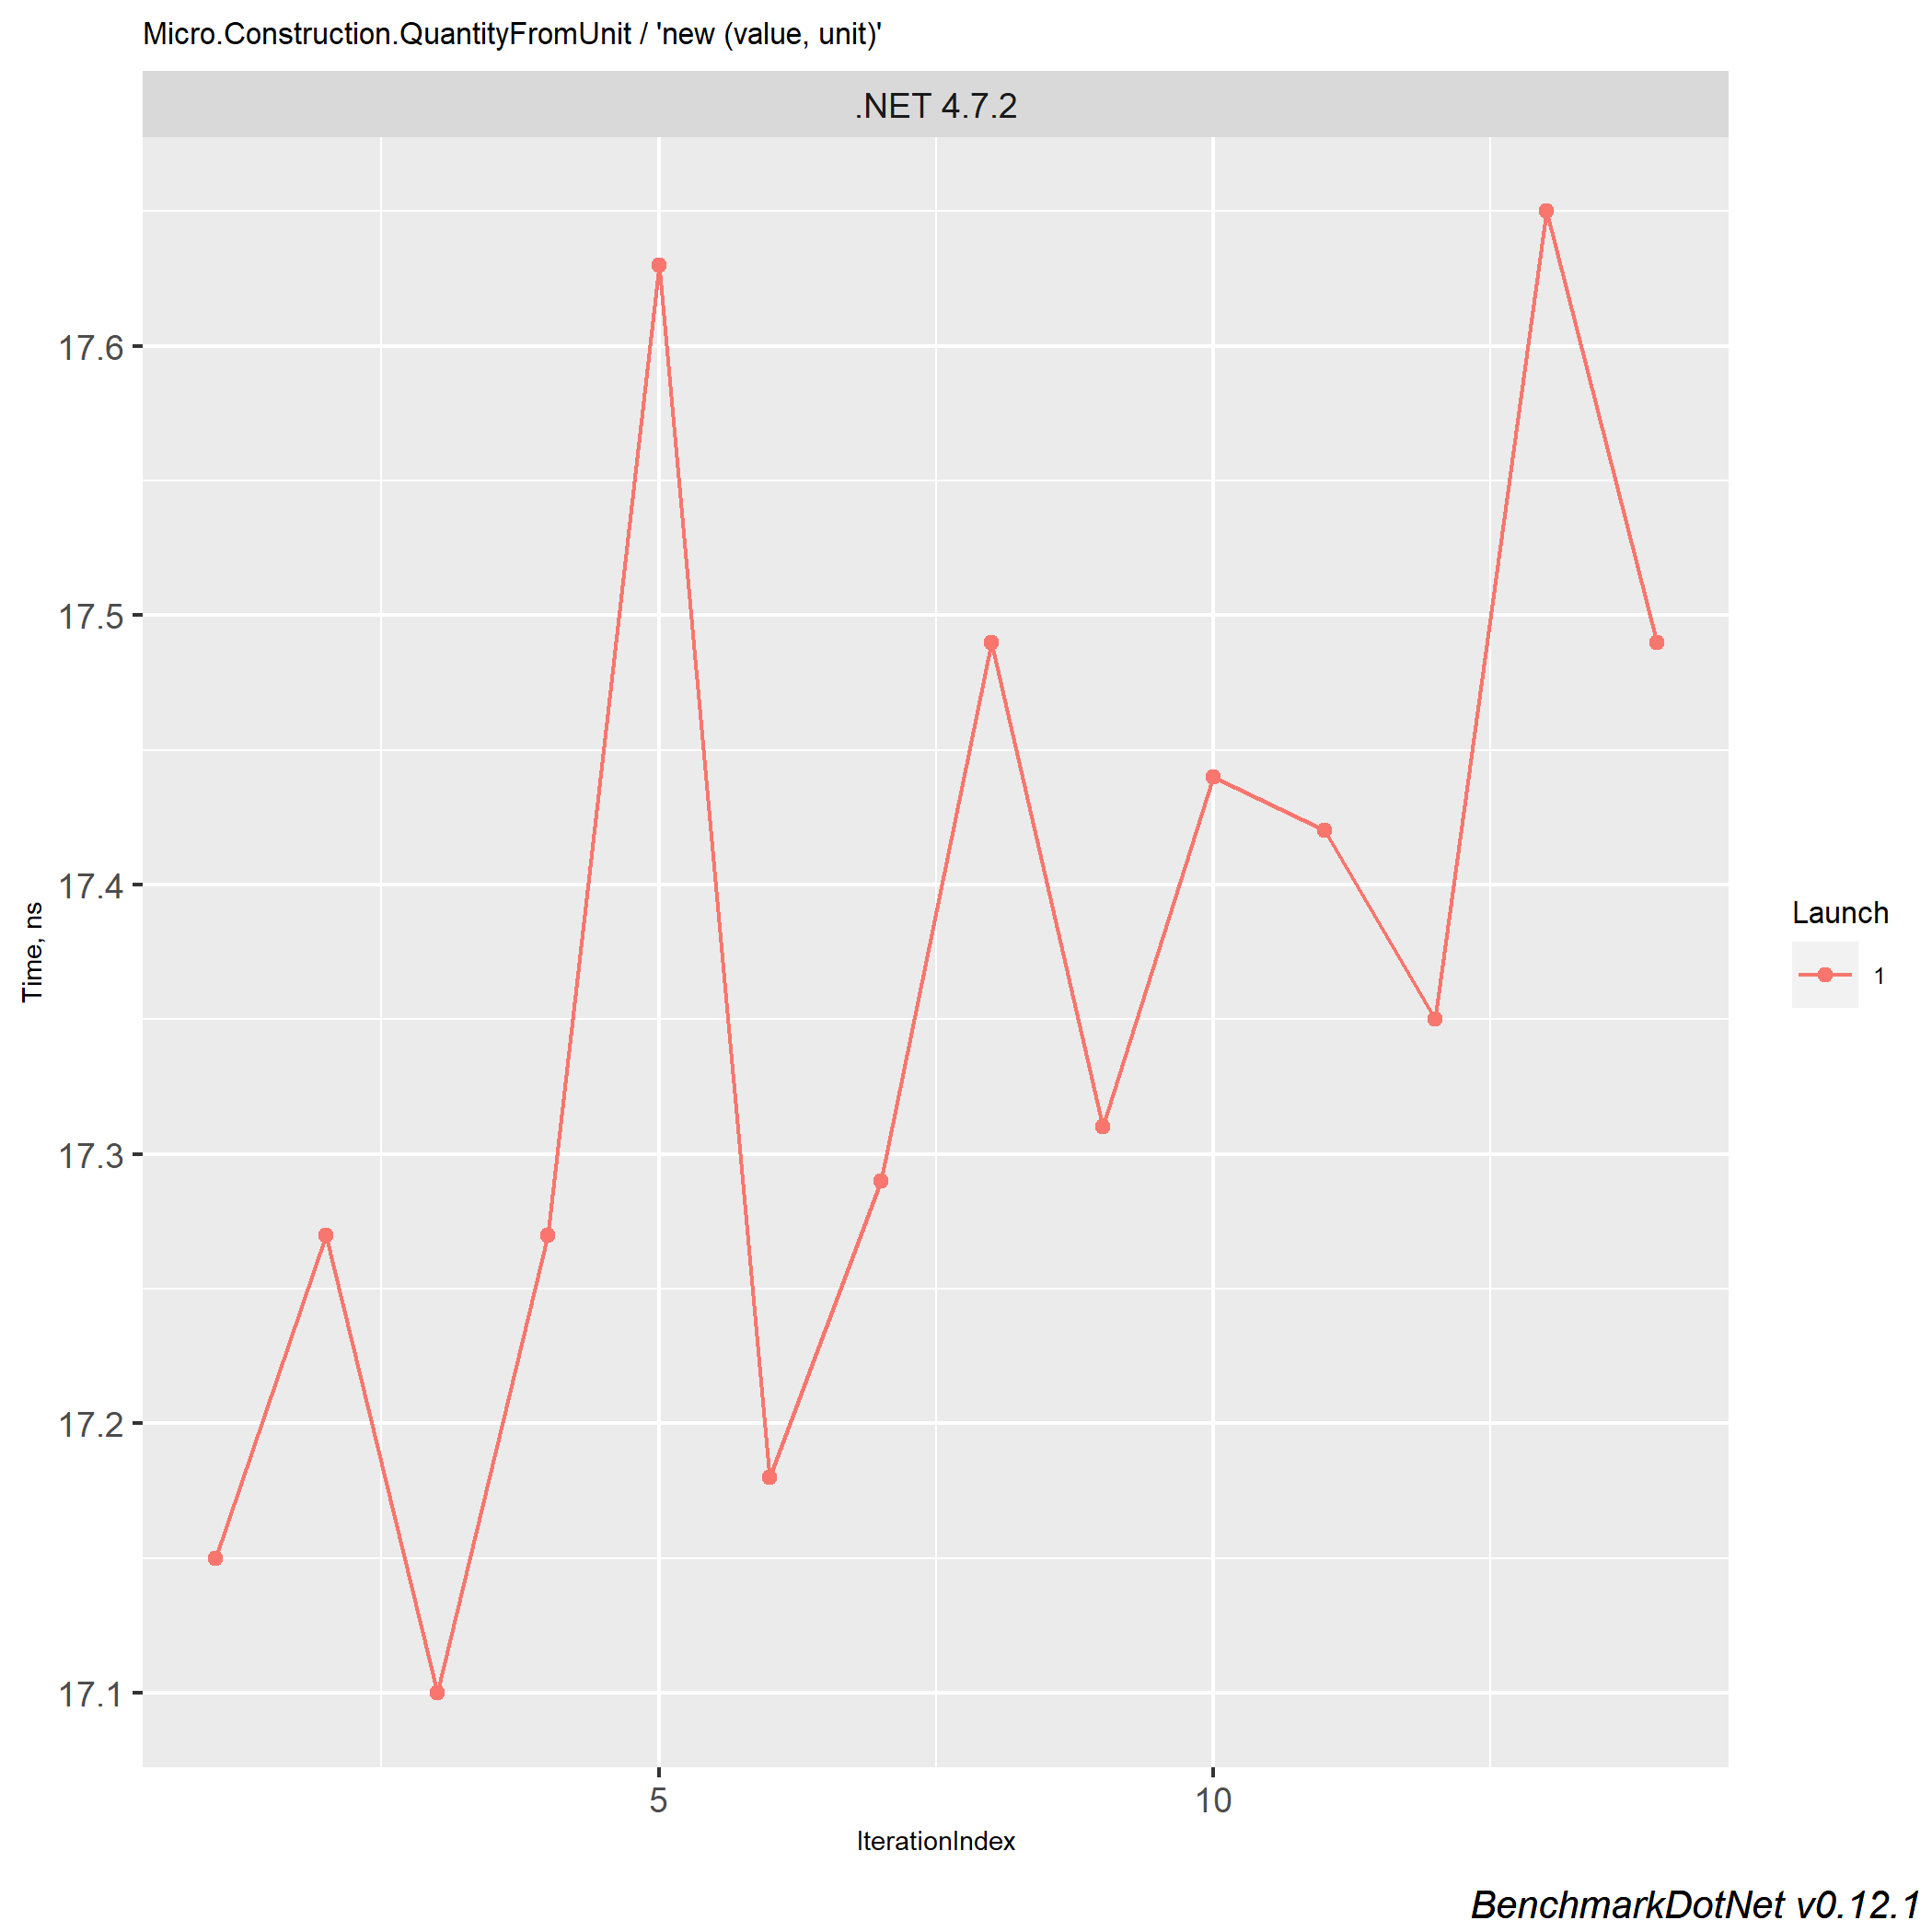 Micro.Construction.QuantityFromUnit / 'new (value, unit)'
.NET 4.7.2
17.6
17.5
17.4
17.3
17.2
17.1
Time, ns
5
10
IterationIndex
Launch
1
BenchmarkDotNet v0.12.1